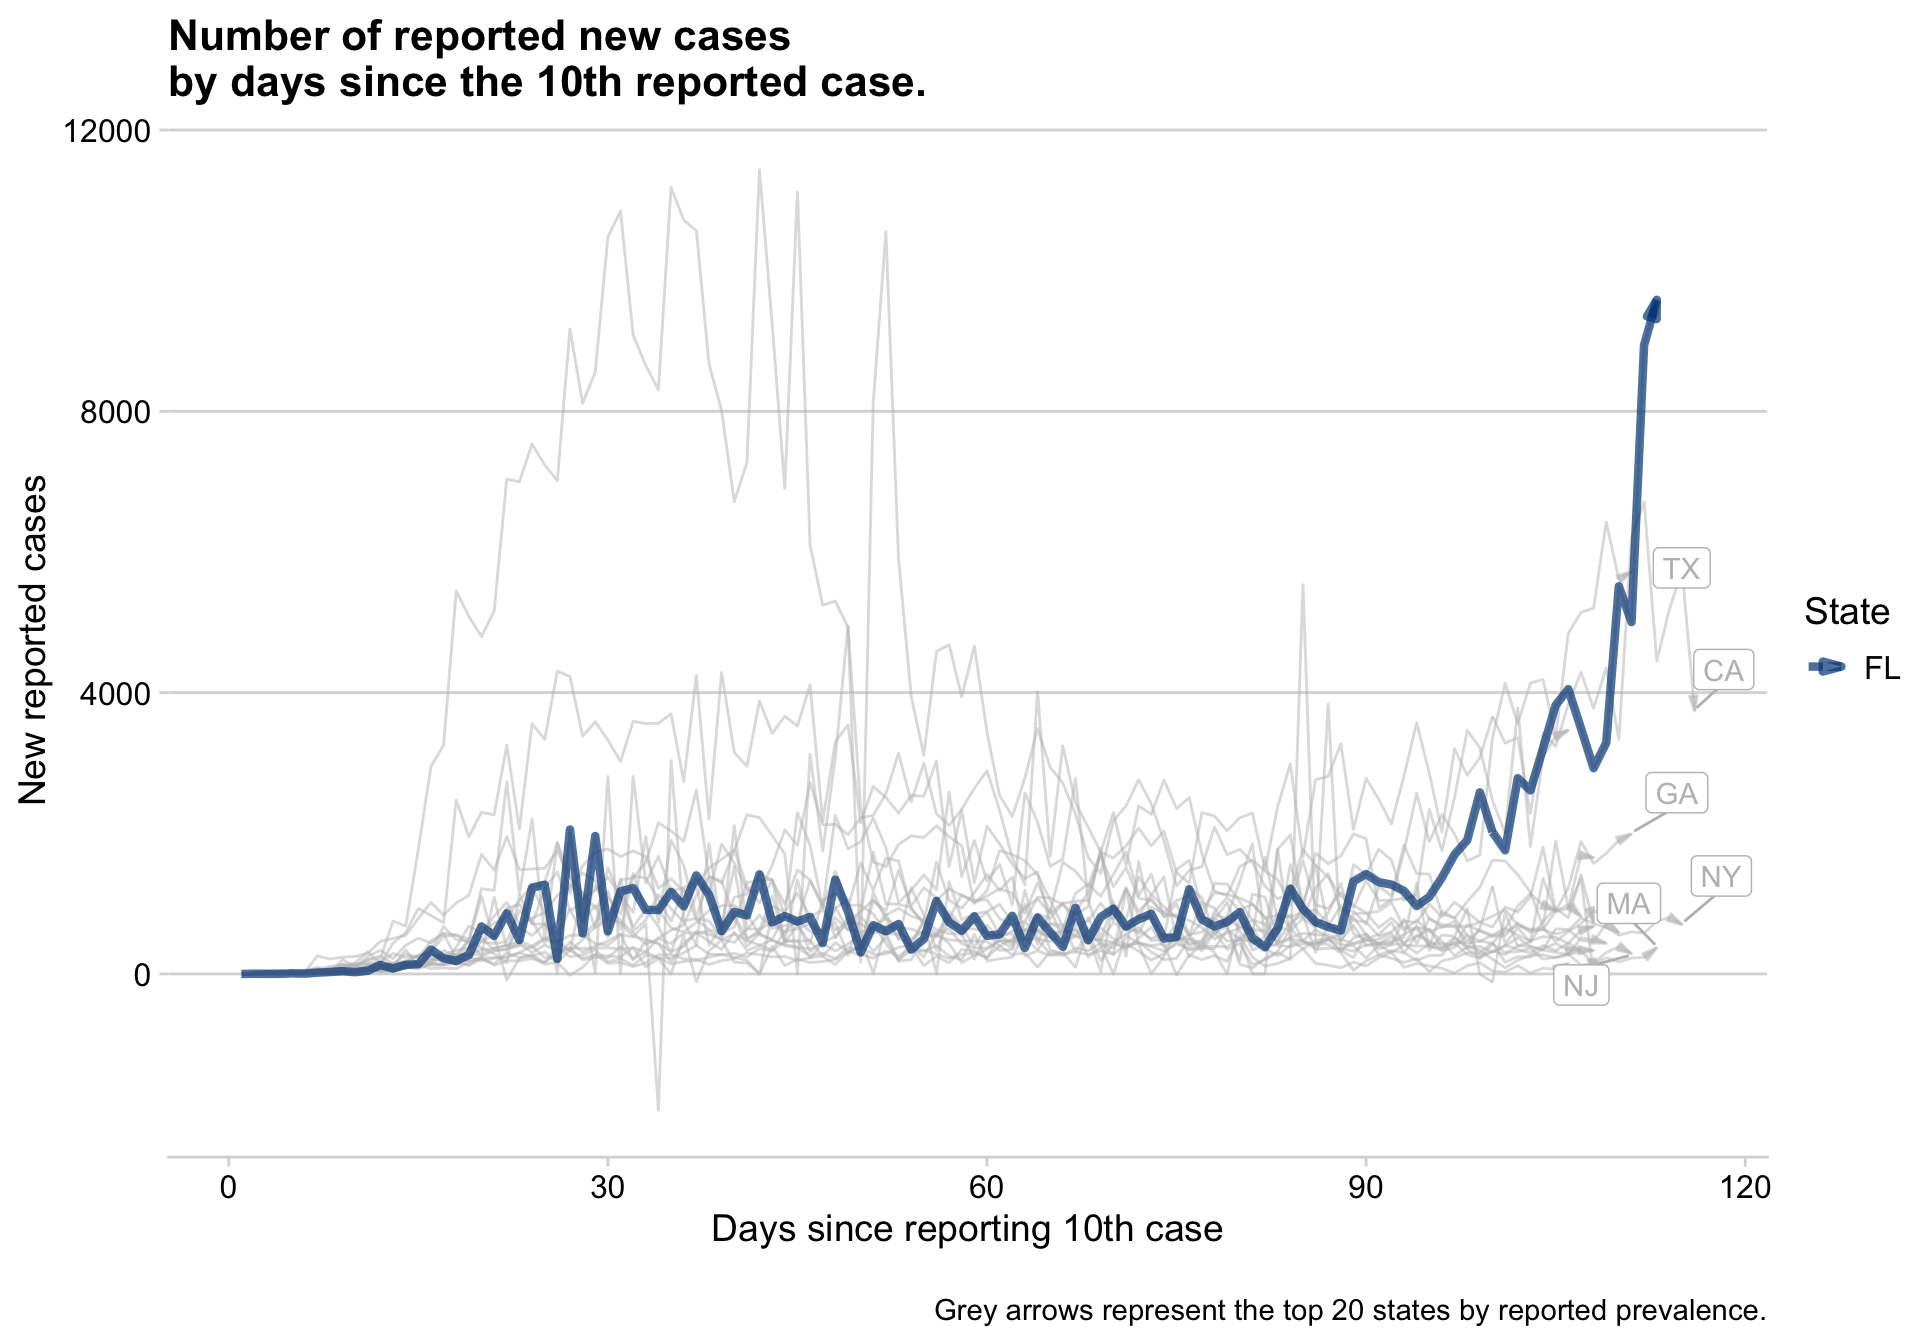 Number of reported new cases
by days since the 10th reported case.
12000
8000
4000
0
New reported cases
TX
CA
GA
NY
MA
NJ
State
FL
0 30 60 90 120
Days since reporting 10th case
Grey arrows represent the top 20 states by reported prevalence.